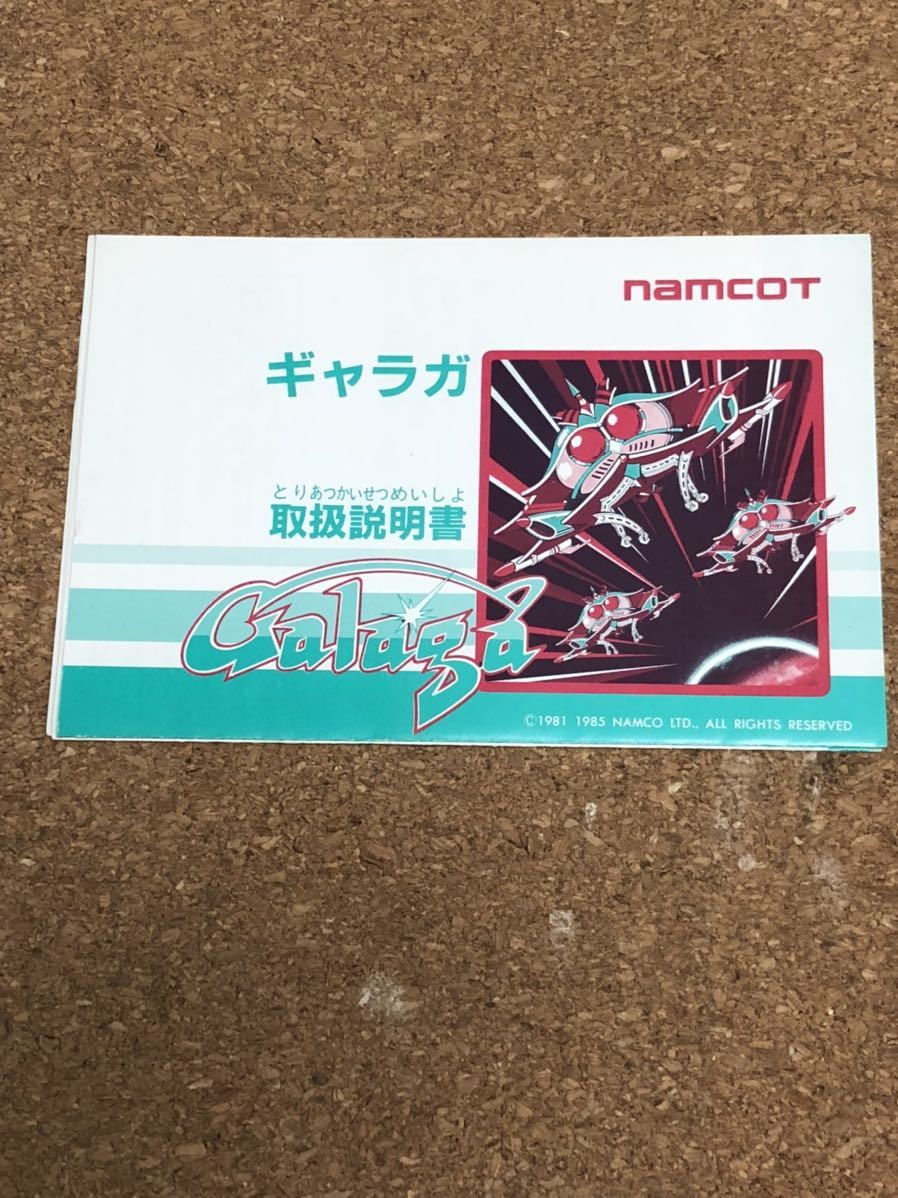 namcoT
ギャラガ
とりあつかいせつめいしょ
取扱説明書
Galaga
©1981 1985 NAMCO LTD., ALL RIGHTS RESERVED